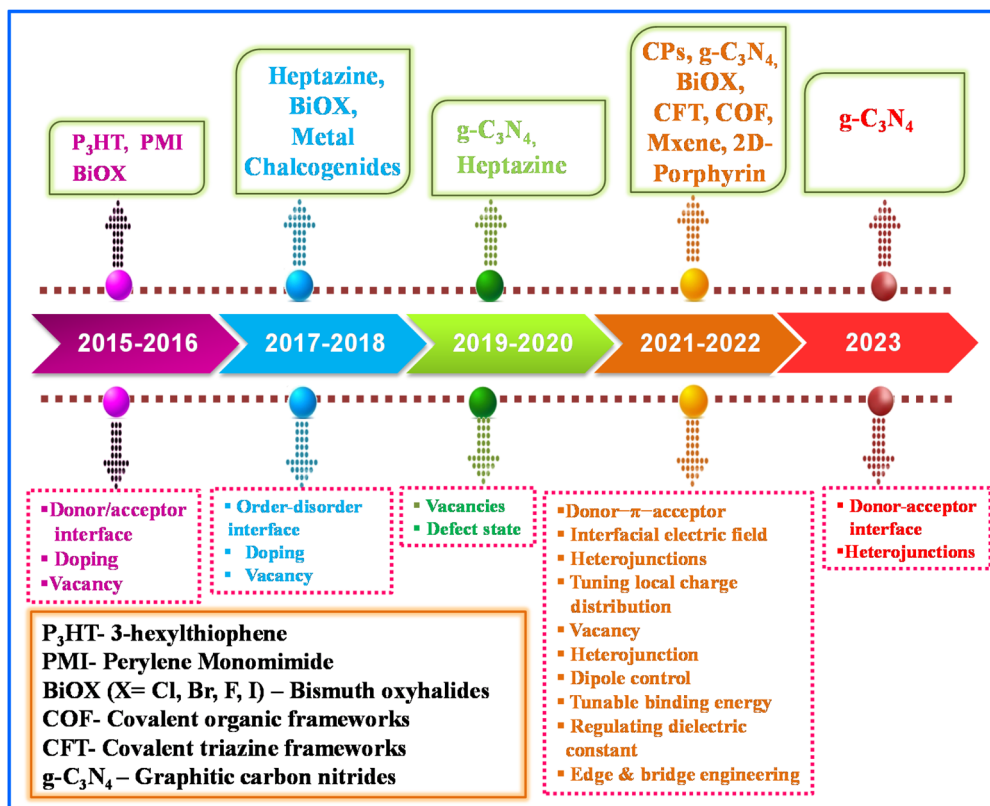 P₃HT, PMI
BiOX
Heptazine,
BiOX,
Metal
Chalcogenides
g-C₃N₄,
Heptazine
CPs, g-C₃N₄,
BiOX,
CFT, COF,
Mxene, 2D-
Porphyrin
g-C₃N₄
2015-2016
2017-2018
2019-2020
2021-2022
2023
▪Donor/acceptor
interface
▪ Doping
▪Vacancy
▪ Order-disorder
interface
▪ Doping
▪ Vacancy
▪ Vacancies
▪ Defect state
▪Donor–π–acceptor
▪ Interfacial electric field
▪ Heterojunctions
▪ Tuning local charge
distribution
▪ Vacancy
▪ Heterojunction
▪ Dipole control
▪ Tunable binding energy
▪ Regulating dielectric
constant
▪ Edge & bridge engineering
▪ Donor-acceptor
interface
▪Heterojunctions
P₃HT- 3-hexylthiophene
PMI- Perylene Monomimide
BiOX (X= Cl, Br, F, I) – Bismuth oxyhalides
COF- Covalent organic frameworks
CFT- Covalent triazine frameworks
g-C₃N₄ – Graphitic carbon nitrides